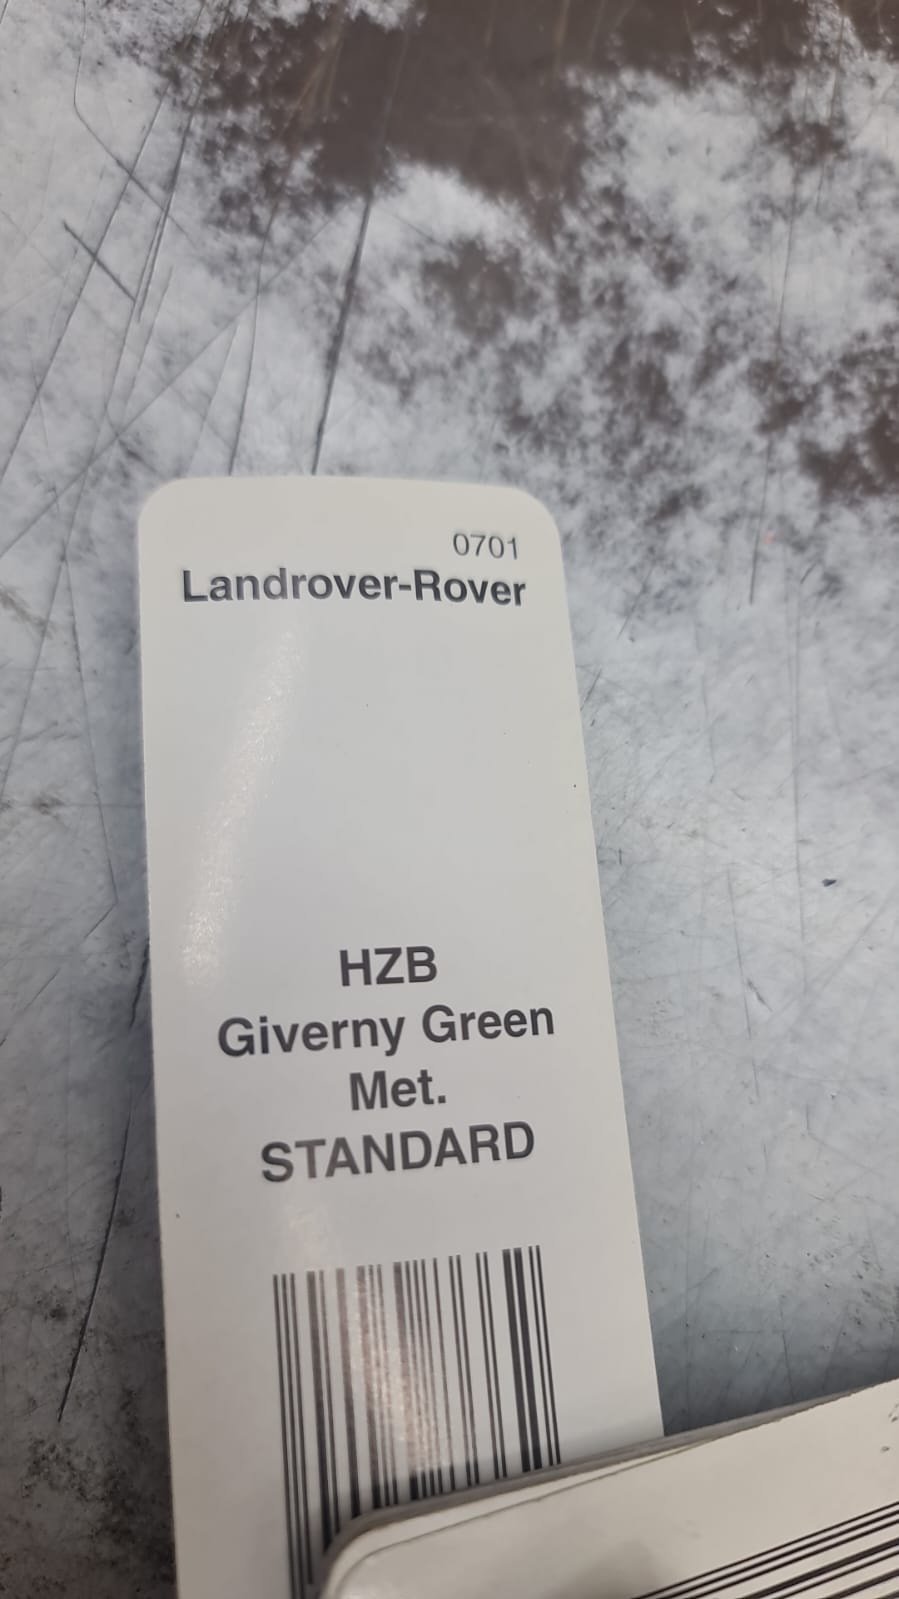 0701
Landrover-Rover
HZB
Giverny Green
Met.
STANDARD